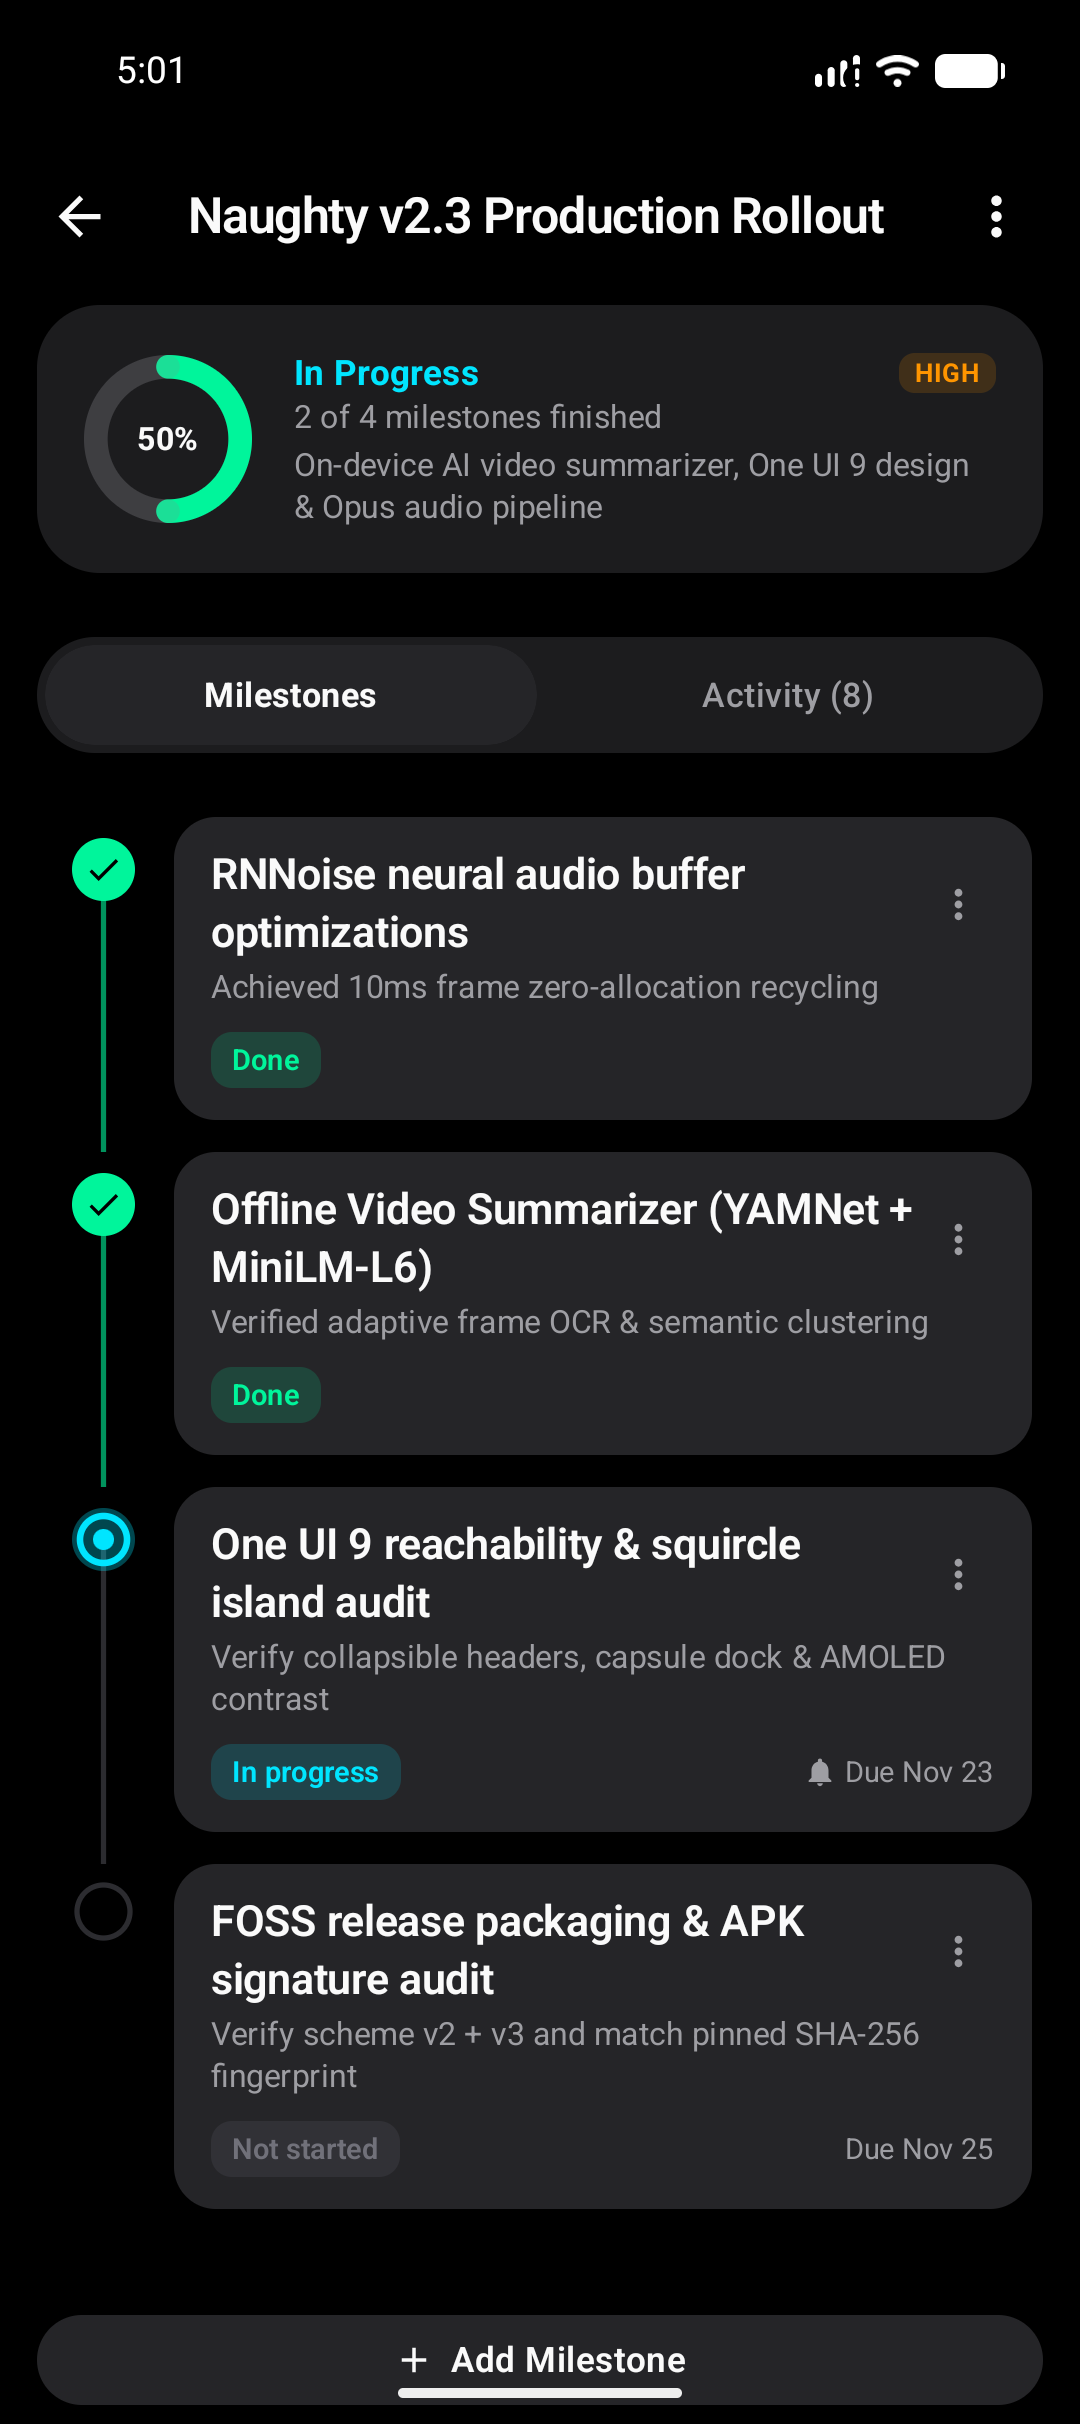 5:01
Naughty v2.3 Production Rollout
50%
In Progress
HIGH
2 of 4 milestones finished
On-device AI video summarizer, One UI 9 design
& Opus audio pipeline
Milestones
Activity (8)
RNNoise neural audio buffer
optimizations
Achieved 10ms frame zero-allocation recycling
Done
Offline Video Summarizer (YAMNet +
MiniLM-L6)
Verified adaptive frame OCR & semantic clustering
Done
One UI 9 reachability & squircle
island audit
Verify collapsible headers, capsule dock & AMOLED
contrast
In progress
Due Nov 23
FOSS release packaging & APK
signature audit
Verify scheme v2 + v3 and match pinned SHA-256
fingerprint
Not started
Due Nov 25
+ Add Milestone